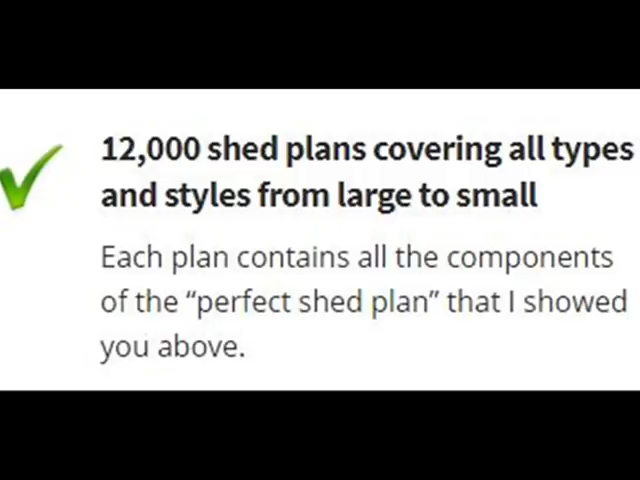 12,000 shed plans covering all types
and styles from large to small
Each plan contains all the components
of the “perfect shed plan” that I showed
you above.